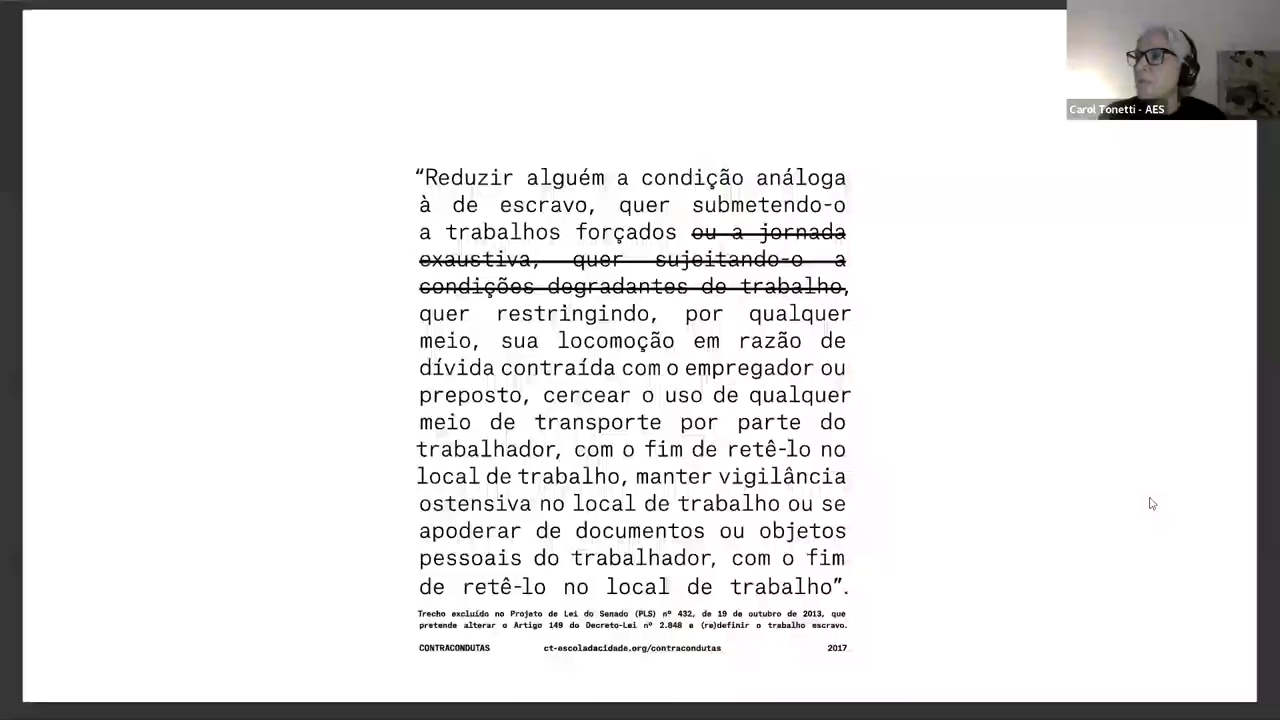 Carol Tonetti - AES
“Reduzir alguém a condição análoga
à de escravo, quer submetendo-o
a trabalhos forçados ou a jornada
exaustiva, quer sujeitando-o a
condições degradantes de trabalho,
quer restringindo, por qualquer
meio, sua locomoção em razão de
dívida contraída com o empregador ou
preposto, cercear o uso de qualquer
meio de transporte por parte do
trabalhador, com o fim de retê-lo no
local de trabalho, manter vigilância
ostensiva no local de trabalho ou se
apoderar de documentos ou objetos
pessoais do trabalhador, com o fim
de retê-lo no local de trabalho”.
Trecho excluído no Projeto de Lei do Senado (PLS) nº 432, de 19 de outubro de 2013, que
pretende alterar o Artigo 149 do Decreto-Lei nº 2.848 e (re)definir o trabalho escravo.
CONTRACONDUTAS ct-escoladacidade.org/contracondutas 2017